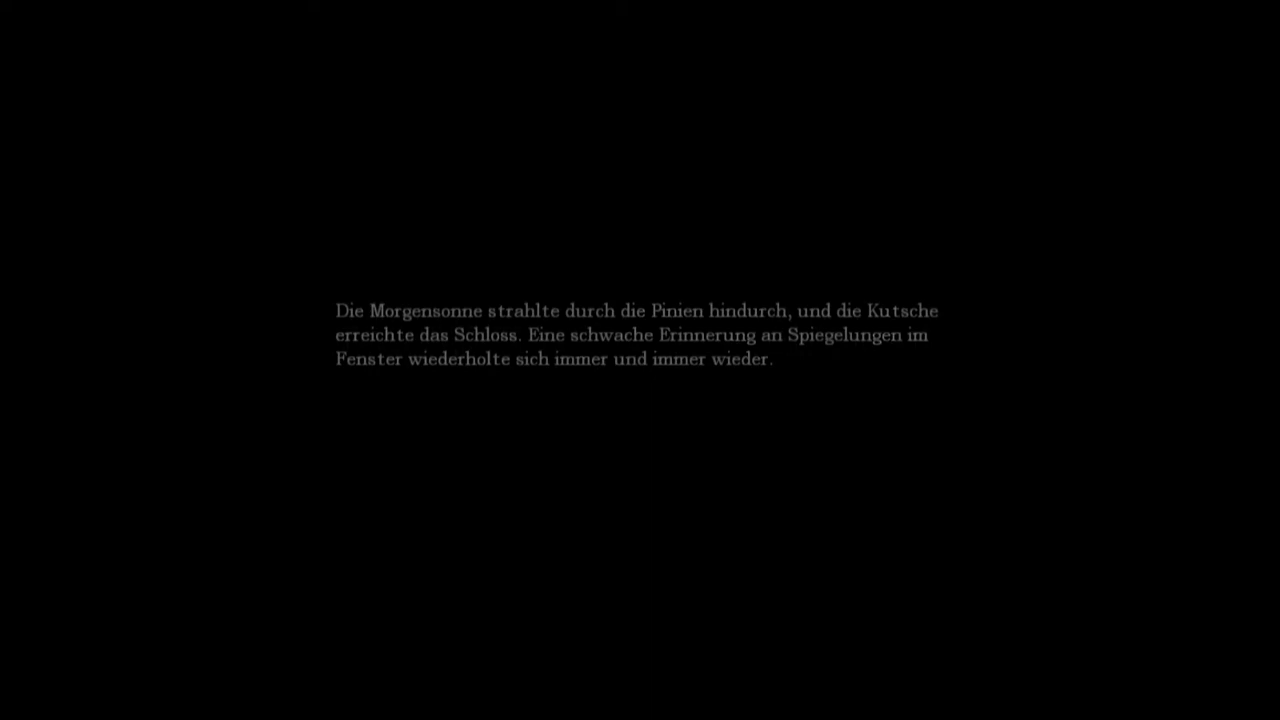 Die Morgensonne strahlte durch die Pinien hindurch, und die Kutsche
erreichte das Schloss. Eine schwache Erinnerung an Spiegelungen im
Fenster wiederholte sich immer und immer wieder.